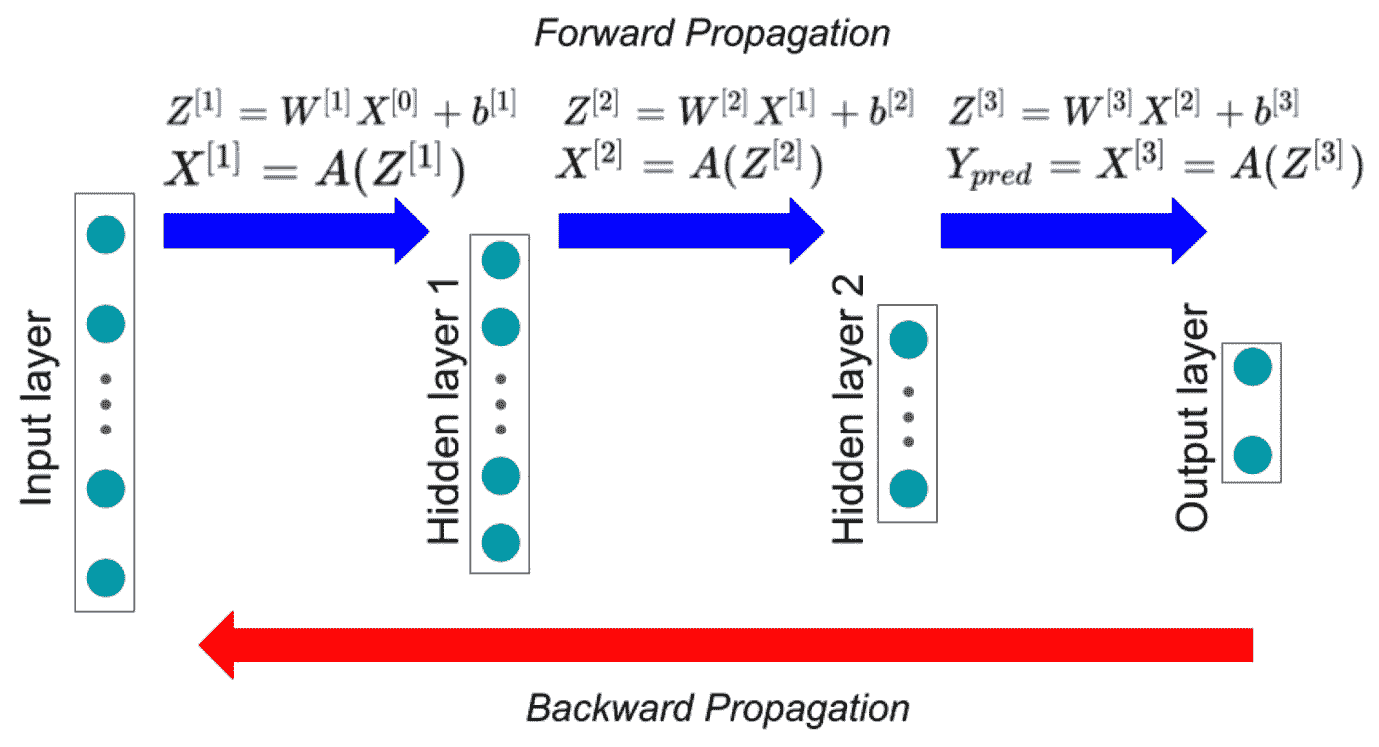 Forward Propagation
Z^{[1]} = W^{[1]} X^{[0]} + b^{[1]}
X^{[1]} = A(Z^{[1]})
Z^{[2]} = W^{[2]} X^{[1]} + b^{[2]}
X^{[2]} = A(Z^{[2]})
Z^{[3]} = W^{[3]} X^{[2]} + b^{[3]}
Y_{pred} = X^{[3]} = A(Z^{[3]})
Input layer
Hidden layer 1
Hidden layer 2
Output layer
Backward Propagation